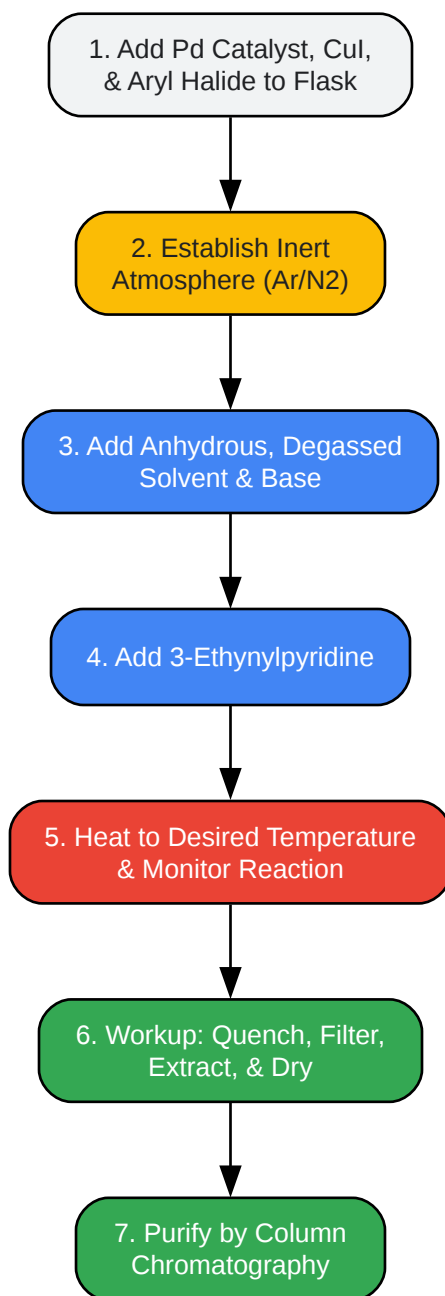 1. Add Pd Catalyst, CuI,
& Aryl Halide to Flask
2. Establish Inert
Atmosphere (Ar/N2)
3. Add Anhydrous, Degassed
Solvent & Base
4. Add 3-Ethynylpyridine
5. Heat to Desired Temperature
& Monitor Reaction
6. Workup: Quench, Filter,
Extract, & Dry
7. Purify by Column
Chromatography